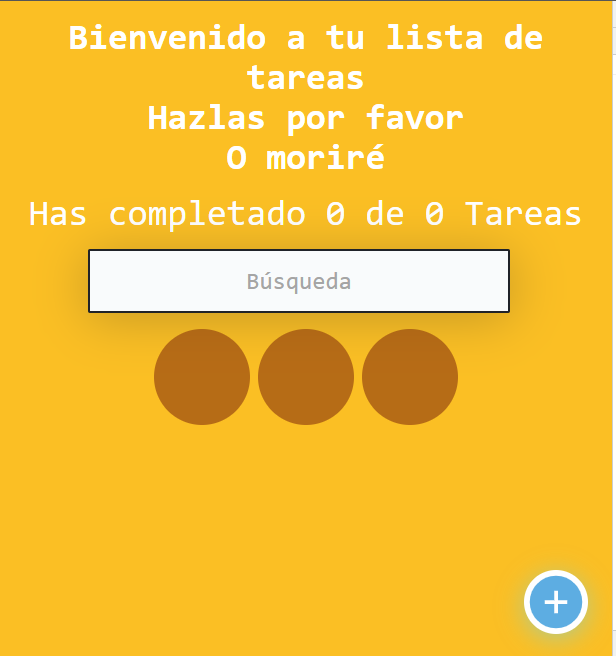 Bienvenido a tu lista de
tareas
Hazlas por favor
O moriré
Has completado 0 de 0 Tareas
Búsqueda
+